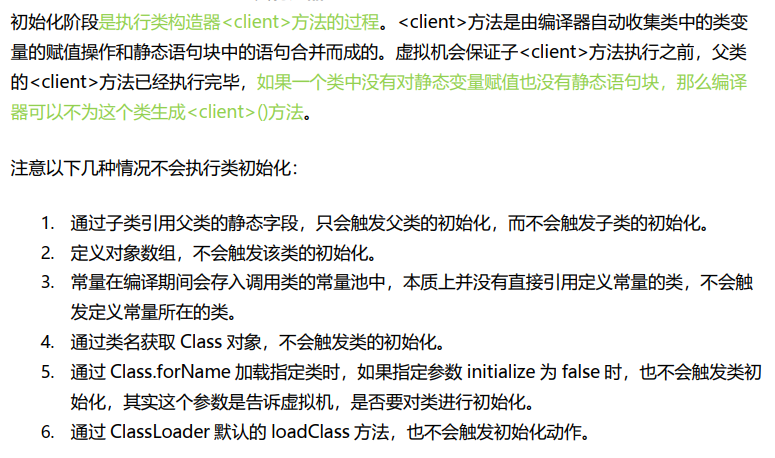 初始化阶段是执行类构造器<client>方法的过程。<client>方法是由编译器自动收集类中的类变
量的赋值操作和静态语句块中的语句合并而成的。虚拟机会保证子<client>方法执行之前，父类
的<client>方法已经执行完毕，如果一个类中没有对静态变量赋值也没有静态语句块，那么编译
器可以不为这个类生成<client>()方法。
注意以下几种情况不会执行类初始化：
1. 通过子类引用父类的静态字段，只会触发父类的初始化，而不会触发子类的初始化。
2. 定义对象数组，不会触发该类的初始化。
3. 常量在编译期间会存入调用类的常量池中，本质上并没有直接引用定义常量的类，不会触
发定义常量所在的类。
4. 通过类名获取 Class 对象，不会触发类的初始化。
5. 通过 Class.forName 加载指定类时，如果指定参数 initialize 为 false 时，也不会触发类初
始化，其实这个参数是告诉虚拟机，是否要对类进行初始化。
6. 通过 ClassLoader 默认的 loadClass 方法，也不会触发初始化动作。